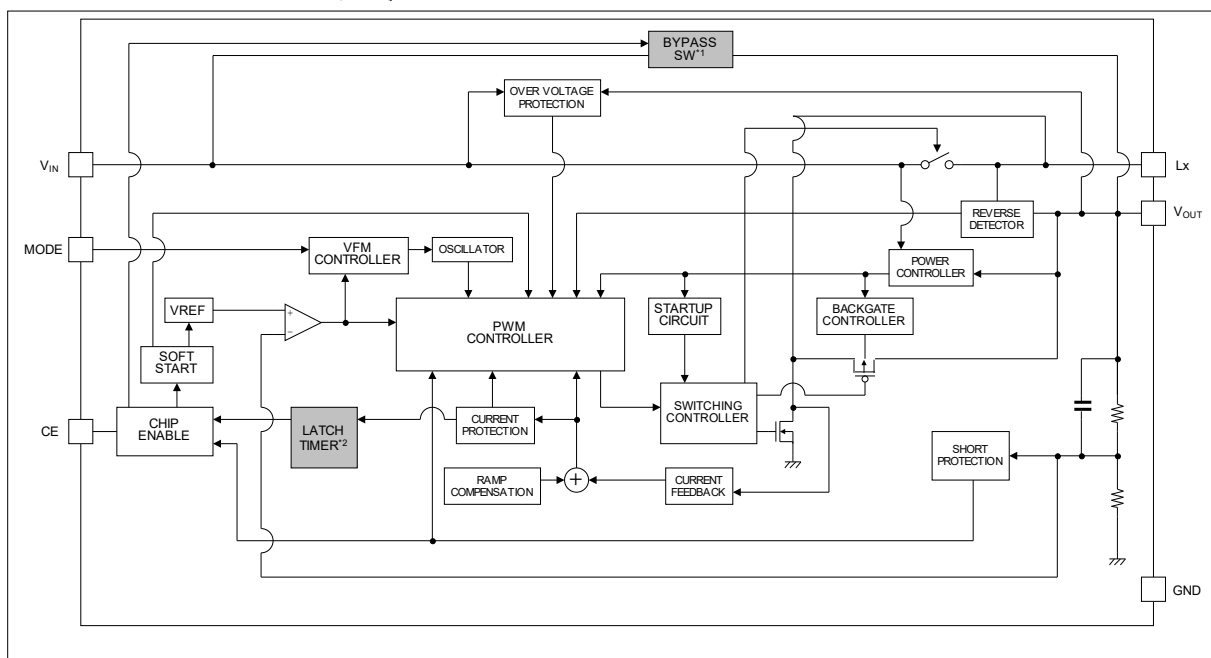 BYPASS
SW*1
OVER VOLTAGE
PROTECTION
VIN
Lx
REVERSE
DETECTOR
VOUT
MODE
VFM
CONTROLLER
OSCILLATOR
POWER
CONTROLLER
VREF
+
−
PWM
CONTROLLER
STARTUP
CIRCUIT
BACKGATE
CONTROLLER
SOFT
START
SWITCHING
CONTROLLER
CE
CHIP
ENABLE
LATCH
TIMER*2
CURRENT
PROTECTION
SHORT
PROTECTION
RAMP
COMPENSATION
+
CURRENT
FEEDBACK
GND